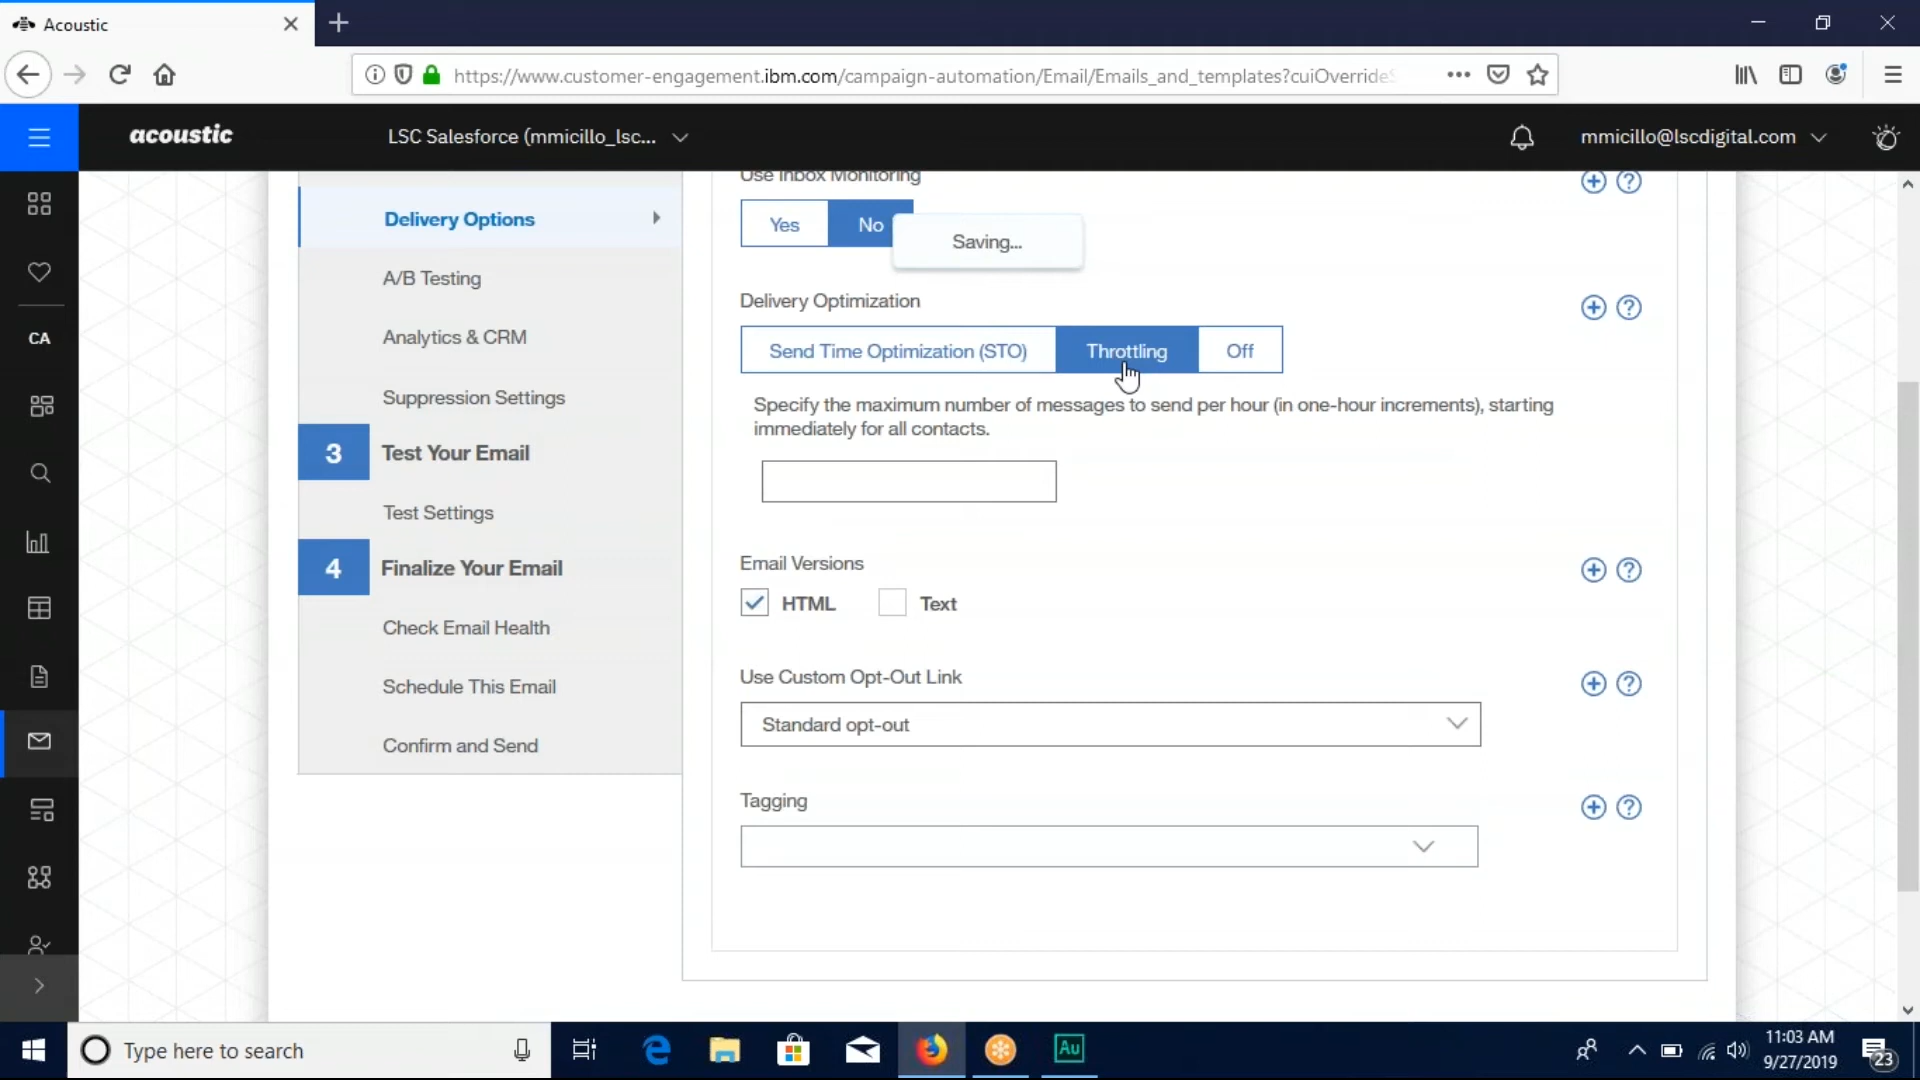 Acoustic
https://www.customer-engagement.ibm.com/campaign-automation/Email/Emails_and_templates?cuiOverrideS
acoustic
LSC Salesforce (mmicillo_lsc...
mmicillo@lscdigital.com
CA
Delivery Options
A/B Testing
Analytics & CRM
Suppression Settings
3 Test Your Email
Test Settings
4 Finalize Your Email
Check Email Health
Schedule This Email
Confirm and Send
Use Inbox Monitoring
Yes No
Saving...
Delivery Optimization
Send Time Optimization (STO) Throttling Off
Specify the maximum number of messages to send per hour (in one-hour increments), starting
immediately for all contacts.
Email Versions
HTML Text
Use Custom Opt-Out Link
Standard opt-out
Tagging
Type here to search
Au
11:03 AM
9/27/2019
23